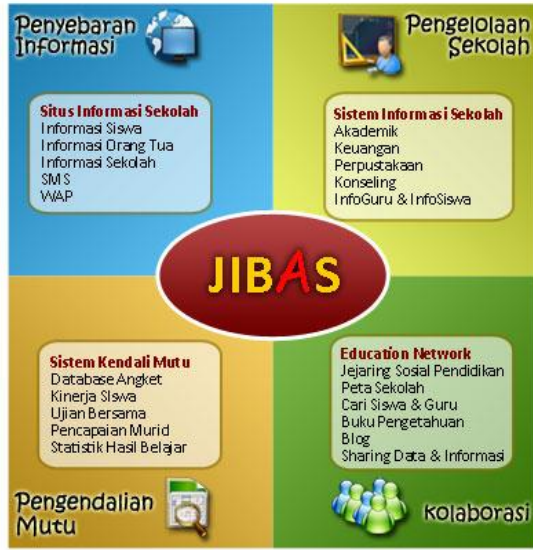 Penyebaran
Informasi
Situs Informasi Sekolah
Informasi Siswa
Informasi Orang Tua
Informasi Sekolah
SMS
WAP
Pengelolaan
Sekolah
Sistem Informasi Sekolah
Akademik
Keuangan
Perpustakaan
Konseling
InfoGuru & InfoSiswa
JIBAS
Sistem Kendali Mutu
Database Angket
Kinerja SIswa
Ujian Bersama
Pencapaian Murid
Statistik Hasil Belajar
Pengendalian
Mutu
Education Network
Jejaring Sosial Pendidikan
Peta Sekolah
Cari Siswa & Guru
Buku Pengetahuan
Blog
Sharing Data & Informasi
kolaborasi